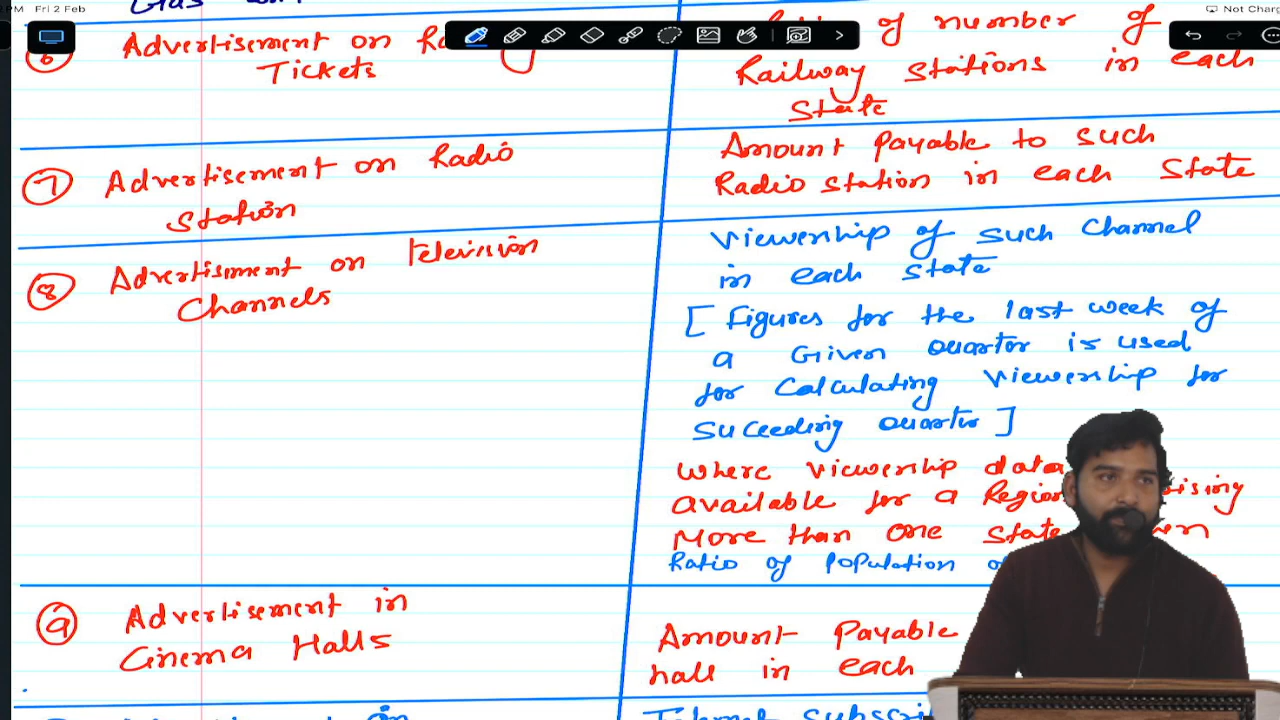 PM Fri 2 Feb
Not Charg
Advertisement on
Tickets
of number of
Railway stations in each
State
7 Advertisement on Radio
Station
Amount payable to such
Radio station in each State
8 Advertisment on television
Channels
Viewership of such Channel
in each state
[ Figures for the last week of
a Given quarter is used
for Calculating Viewership for
succeding quarter ]
where viewership data
available for a Region
more than one state
Ratio of population
9 Advertisement in
Cinema Halls
Amount payable
hall in each